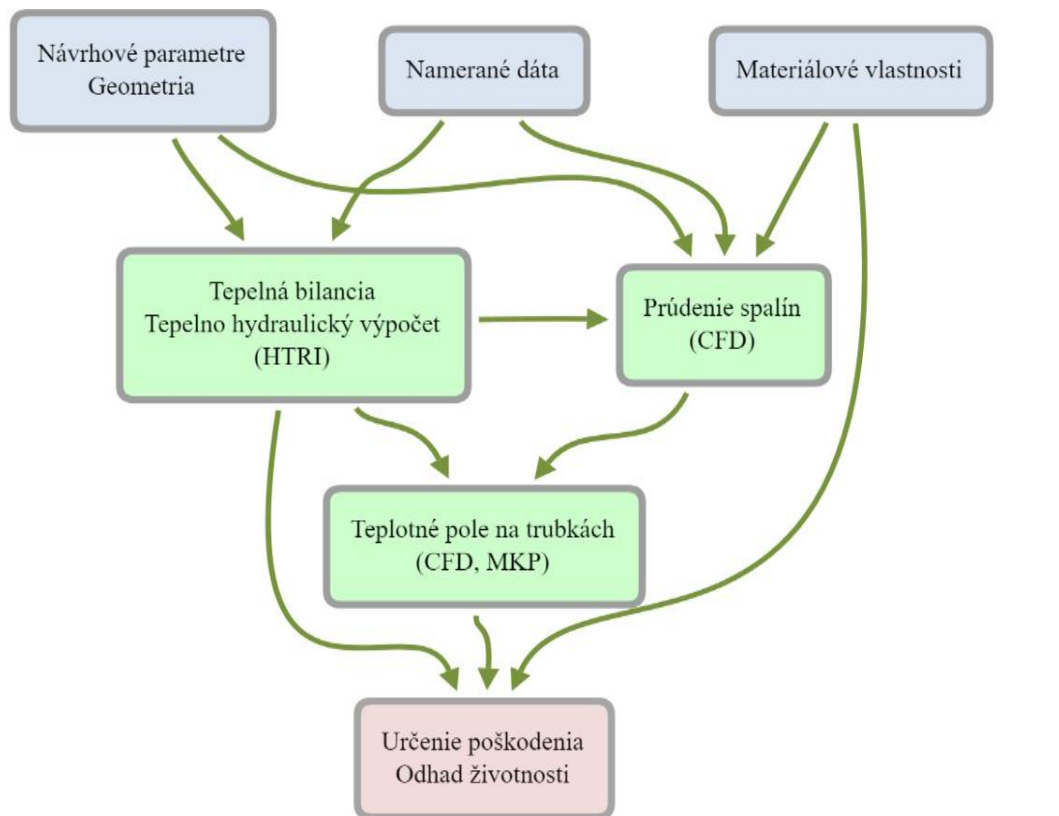 Návrhové parametre
Geometria
Namerané dáta
Materiálové vlastnosti
Tepelná bilancia
Tepelno hydraulický výpočet
(HTRI)
Prúdenie spalín
(CFD)
Teplotné pole na trubkách
(CFD, MKP)
Určenie poškodenia
Odhad životnosti